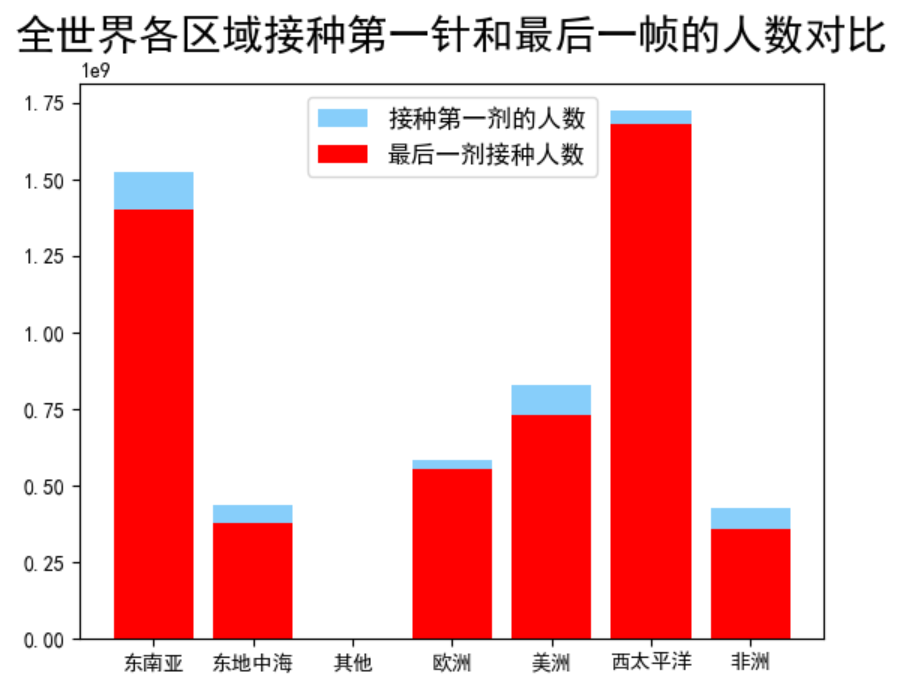 全世界各区域接种第一针和最后一帧的人数对比
1e9
接种第一剂的人数
最后一剂接种人数
1.75
1.50
1.25
1.00
0.75
0.50
0.25
0.00
东南亚 东地中海 其他 欧洲 美洲 西太平洋 非洲